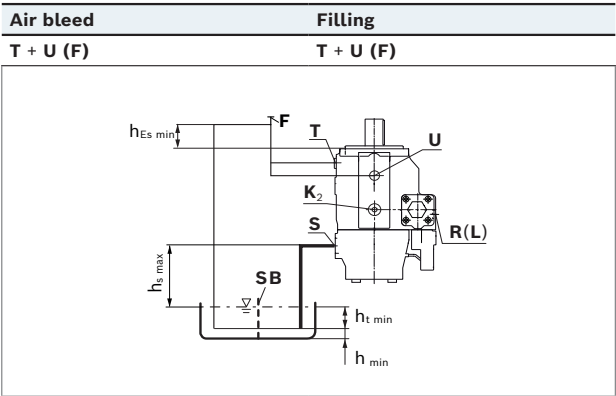 Air bleed Filling
T + U (F) T + U (F)
F
hEs min
T
U
K2
S
R(L)
hs max
SB
ht min
h min